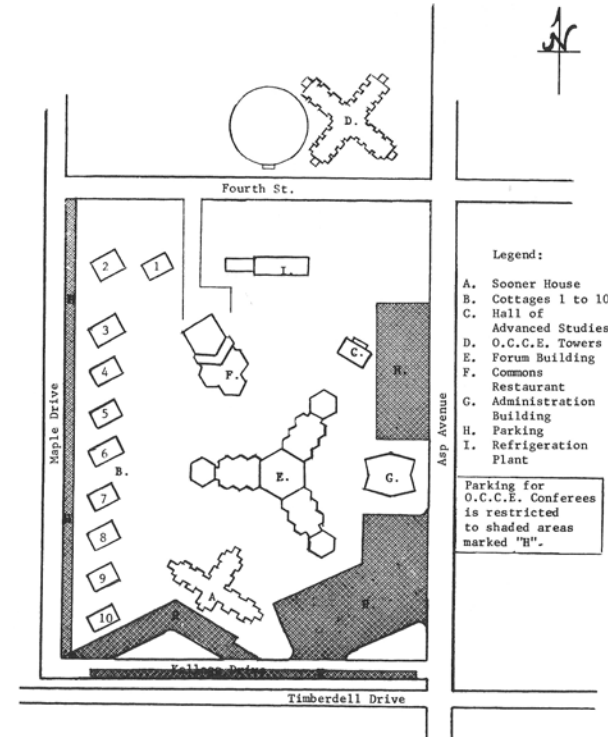 N
D.
Fourth St.
2
1
I.
Legend:
A. Sooner House
B. Cottages 1 to 10
C. Hall of
Advanced Studies
D. O.C.C.E. Towers
E. Forum Building
F. Commons
Restaurant
G. Administration
Building
H. Parking
I. Refrigeration
Plant
Parking for
O.C.C.E. Conferees
is restricted
to shaded areas
marked "H".
H
3
C.
4
F.
H.
5
Maple Drive
Asp Avenue
6
B.
E.
G.
7
8
9
A
10
H.
Drive
Timberdell Drive